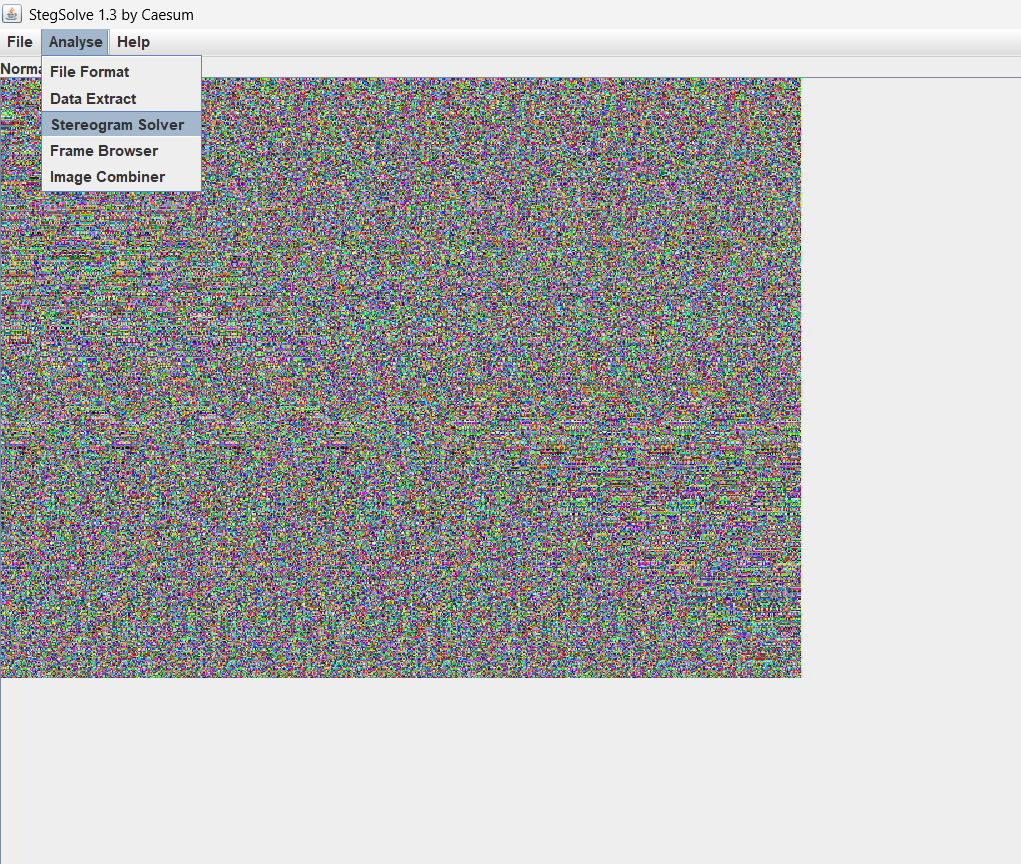 StegSolve 1.3 by Caesum
File Analyse Help
Norma
File Format
Data Extract
Stereogram Solver
Frame Browser
Image Combiner